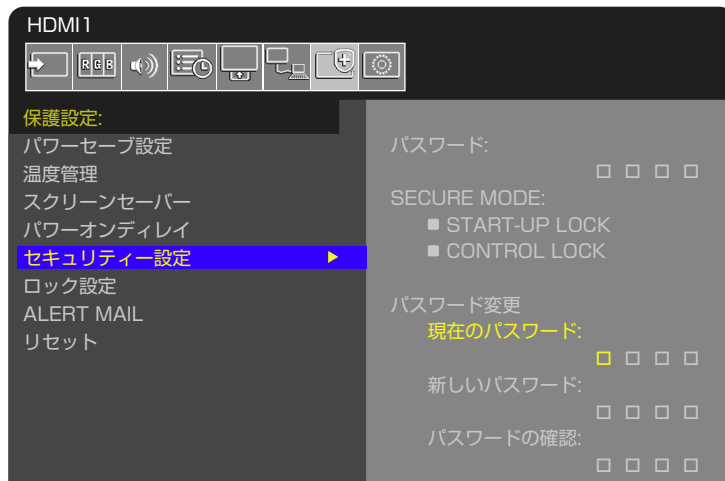 HDMI1
RGB
保護設定:
パワーセーブ設定
温度管理
スクリーンセーバー
パワーオンディレイ
セキュリティー設定
ロック設定
ALERT MAIL
リセット
パスワード:
SECURE MODE:
START-UP LOCK
CONTROL LOCK
パスワード変更
現在のパスワード:
新しいパスワード:
パスワードの確認: